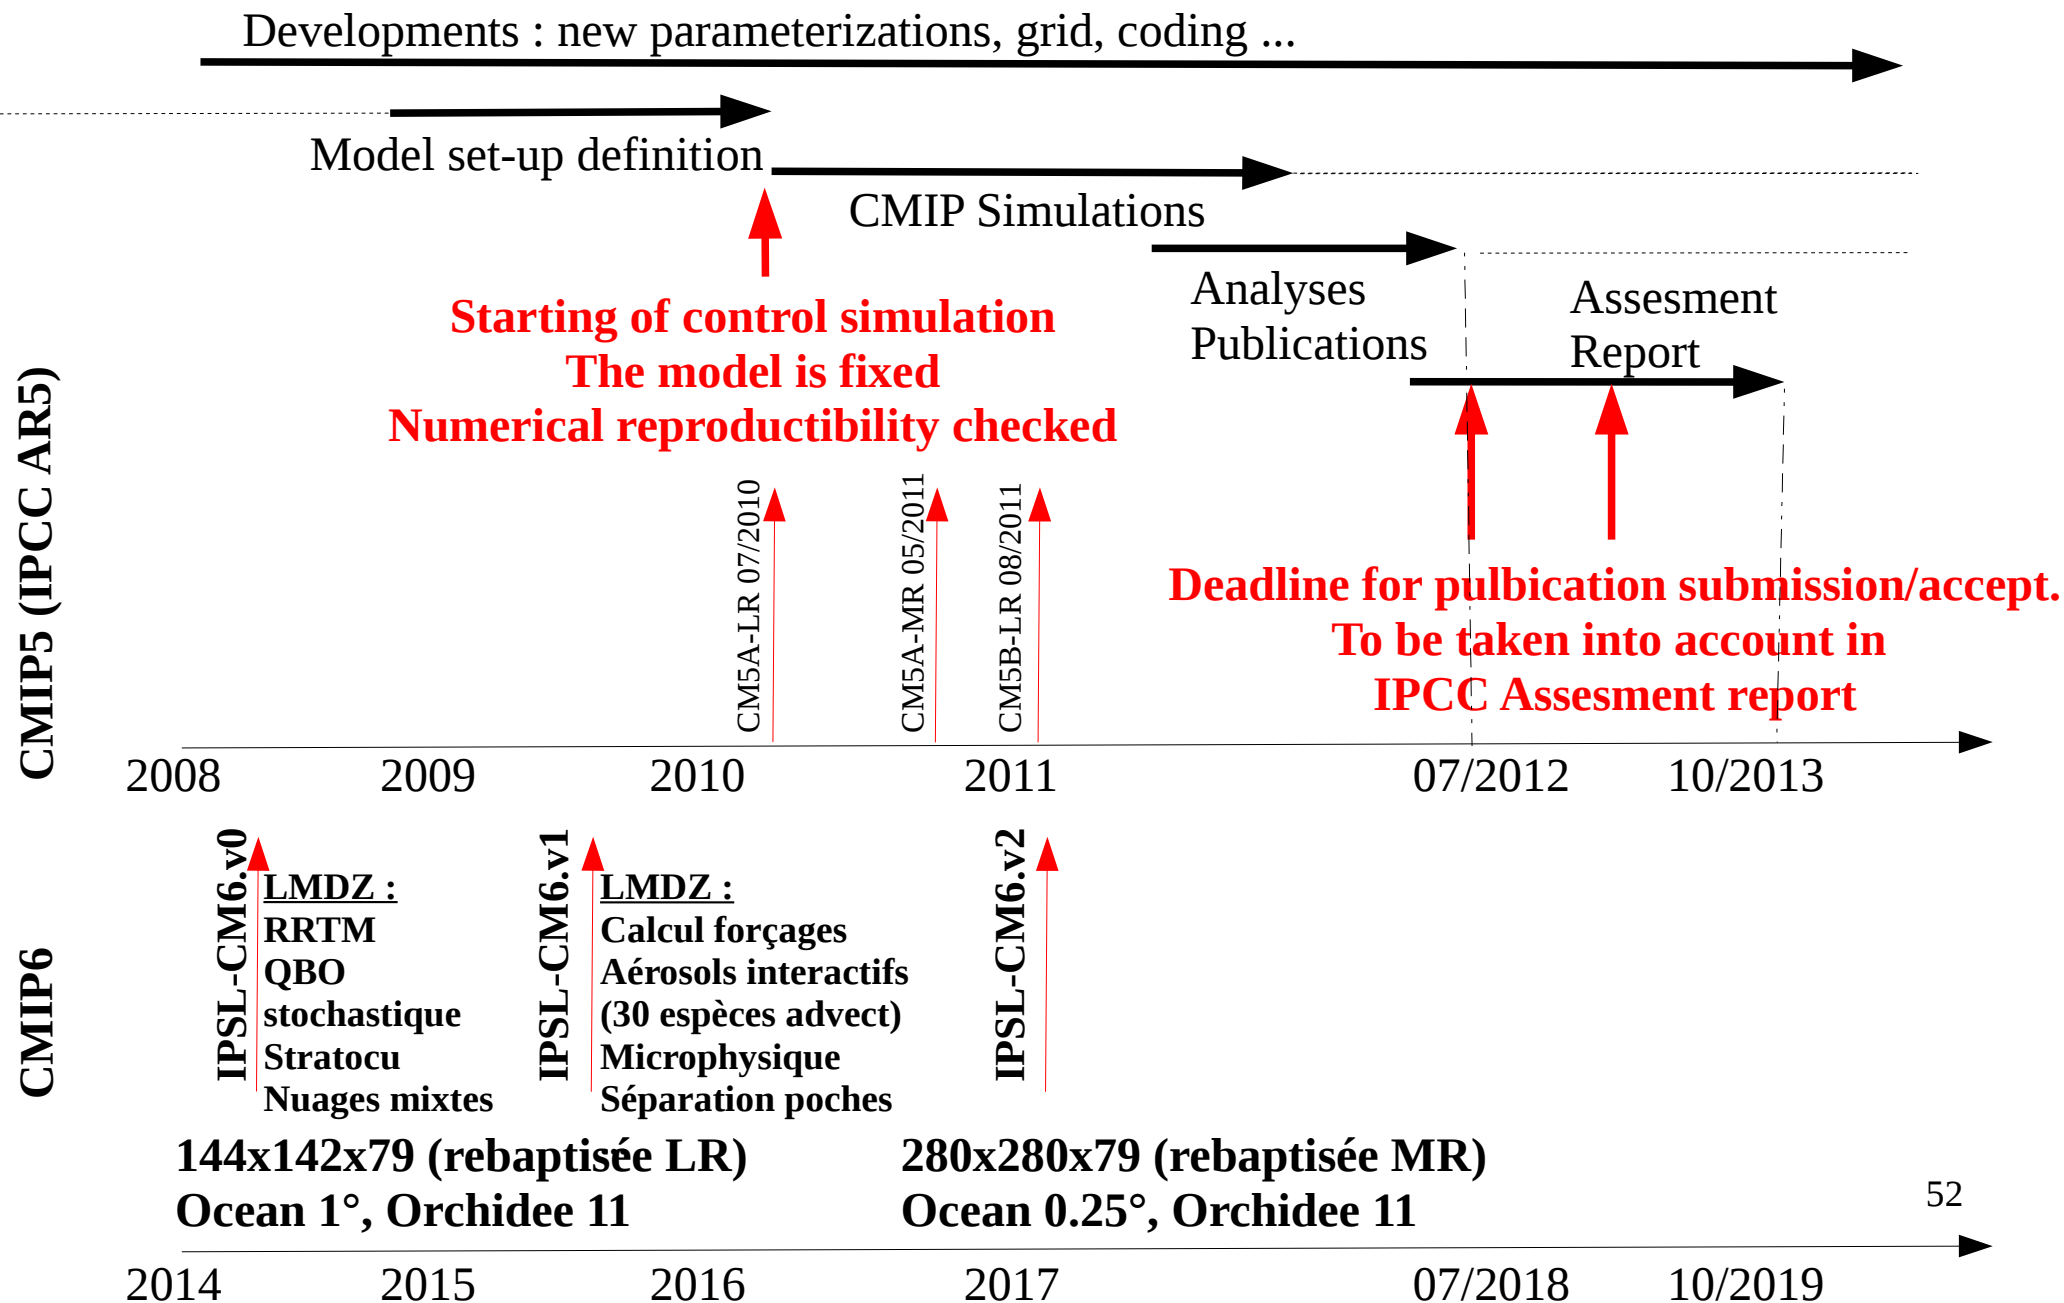 Developments : new parameterizations, grid, coding ...
Model set-up definition
CMIP Simulations
Analyses
Publications
Assesment
Report
Starting of control simulation
The model is fixed
Numerical reproductibility checked
CMIP5 (IPCC AR5)
CM5A-LR 07/2010
CM5A-MR 05/2011
CM5B-LR 08/2011
Deadline for pulbication submission/accept.
To be taken into account in
IPCC Assesment report
2008 2009 2010 2011 07/2012 10/2013
CMIP6
IPSL-CM6.v0
LMDZ :
RRTM
QBO
stochastique
Stratocu
Nuages mixtes
IPSL-CM6.v1
LMDZ :
Calcul forçages
Aérosols interactifs
(30 espèces advect)
Microphysique
Séparation poches
IPSL-CM6.v2
144x142x79 (rebaptisée LR)
Ocean 1°, Orchidee 11
280x280x79 (rebaptisée MR)
Ocean 0.25°, Orchidee 11
52
2014 2015 2016 2017 07/2018 10/2019